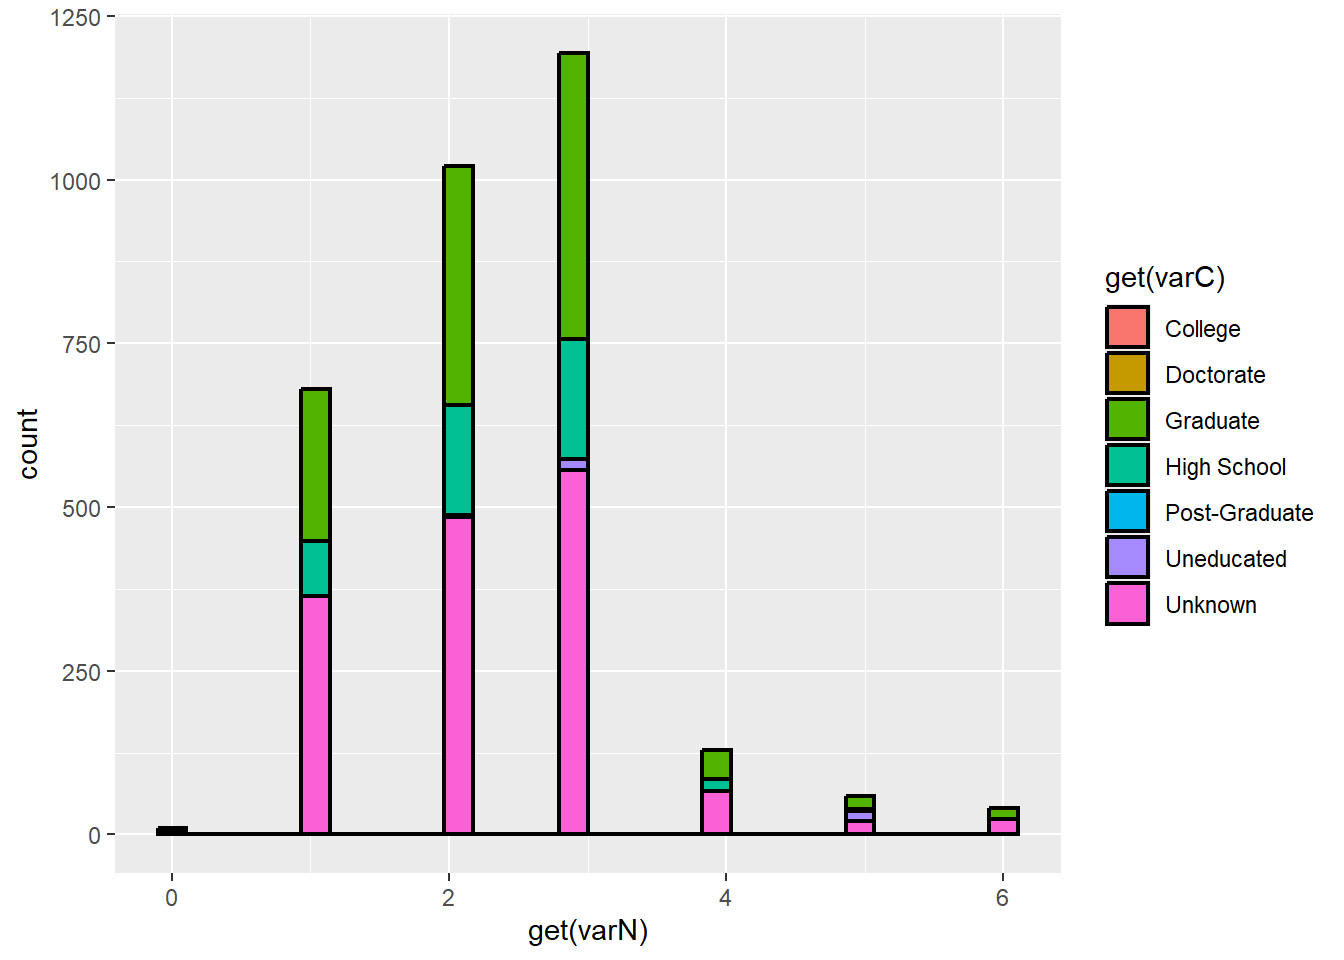 1250
1000
750
500
250
0
count
0 2 4 6
get(varN)
get(varC)
College
Doctorate
Graduate
High School
Post-Graduate
Uneducated
Unknown